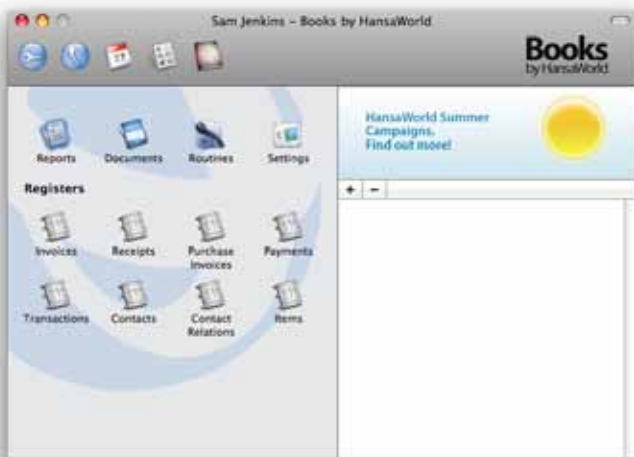 Sam Jenkins – Books by HansaWorld
Books
by HansaWorld
HansaWorld Summer
Campaigns.
Find out more!
Reports Documents Routines Settings
Registers
+ −
Invoices Receipts Purchase Invoices Payments
Transactions Contacts Contact Relations Items